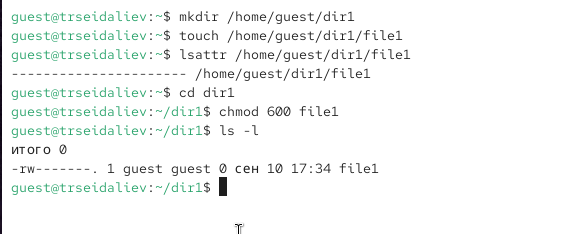 guest@trseidaliev:~$ mkdir /home/guest/dir1
guest@trseidaliev:~$ touch /home/guest/dir1/file1
guest@trseidaliev:~$ lsattr /home/guest/dir1/file1
---------------------- /home/guest/dir1/file1
guest@trseidaliev:~$ cd dir1
guest@trseidaliev:~/dir1$ chmod 600 file1
guest@trseidaliev:~/dir1$ ls -l
итого 0
-rw-------. 1 guest guest 0 сен 10 17:34 file1
guest@trseidaliev:~/dir1$